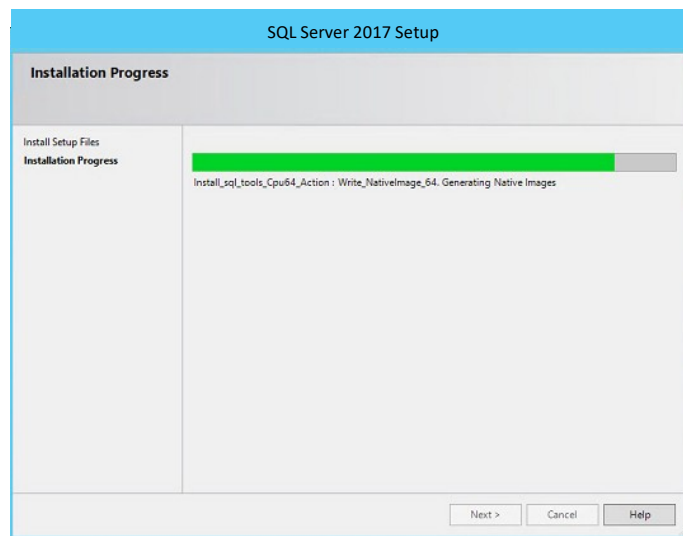 SQL Server 2017 Setup
Installation Progress
Install Setup Files
Installation Progress
Install_sql_tools_Cpu64_Action : Write_NativeImage_64. Generating Native Images
Next >
Cancel
Help